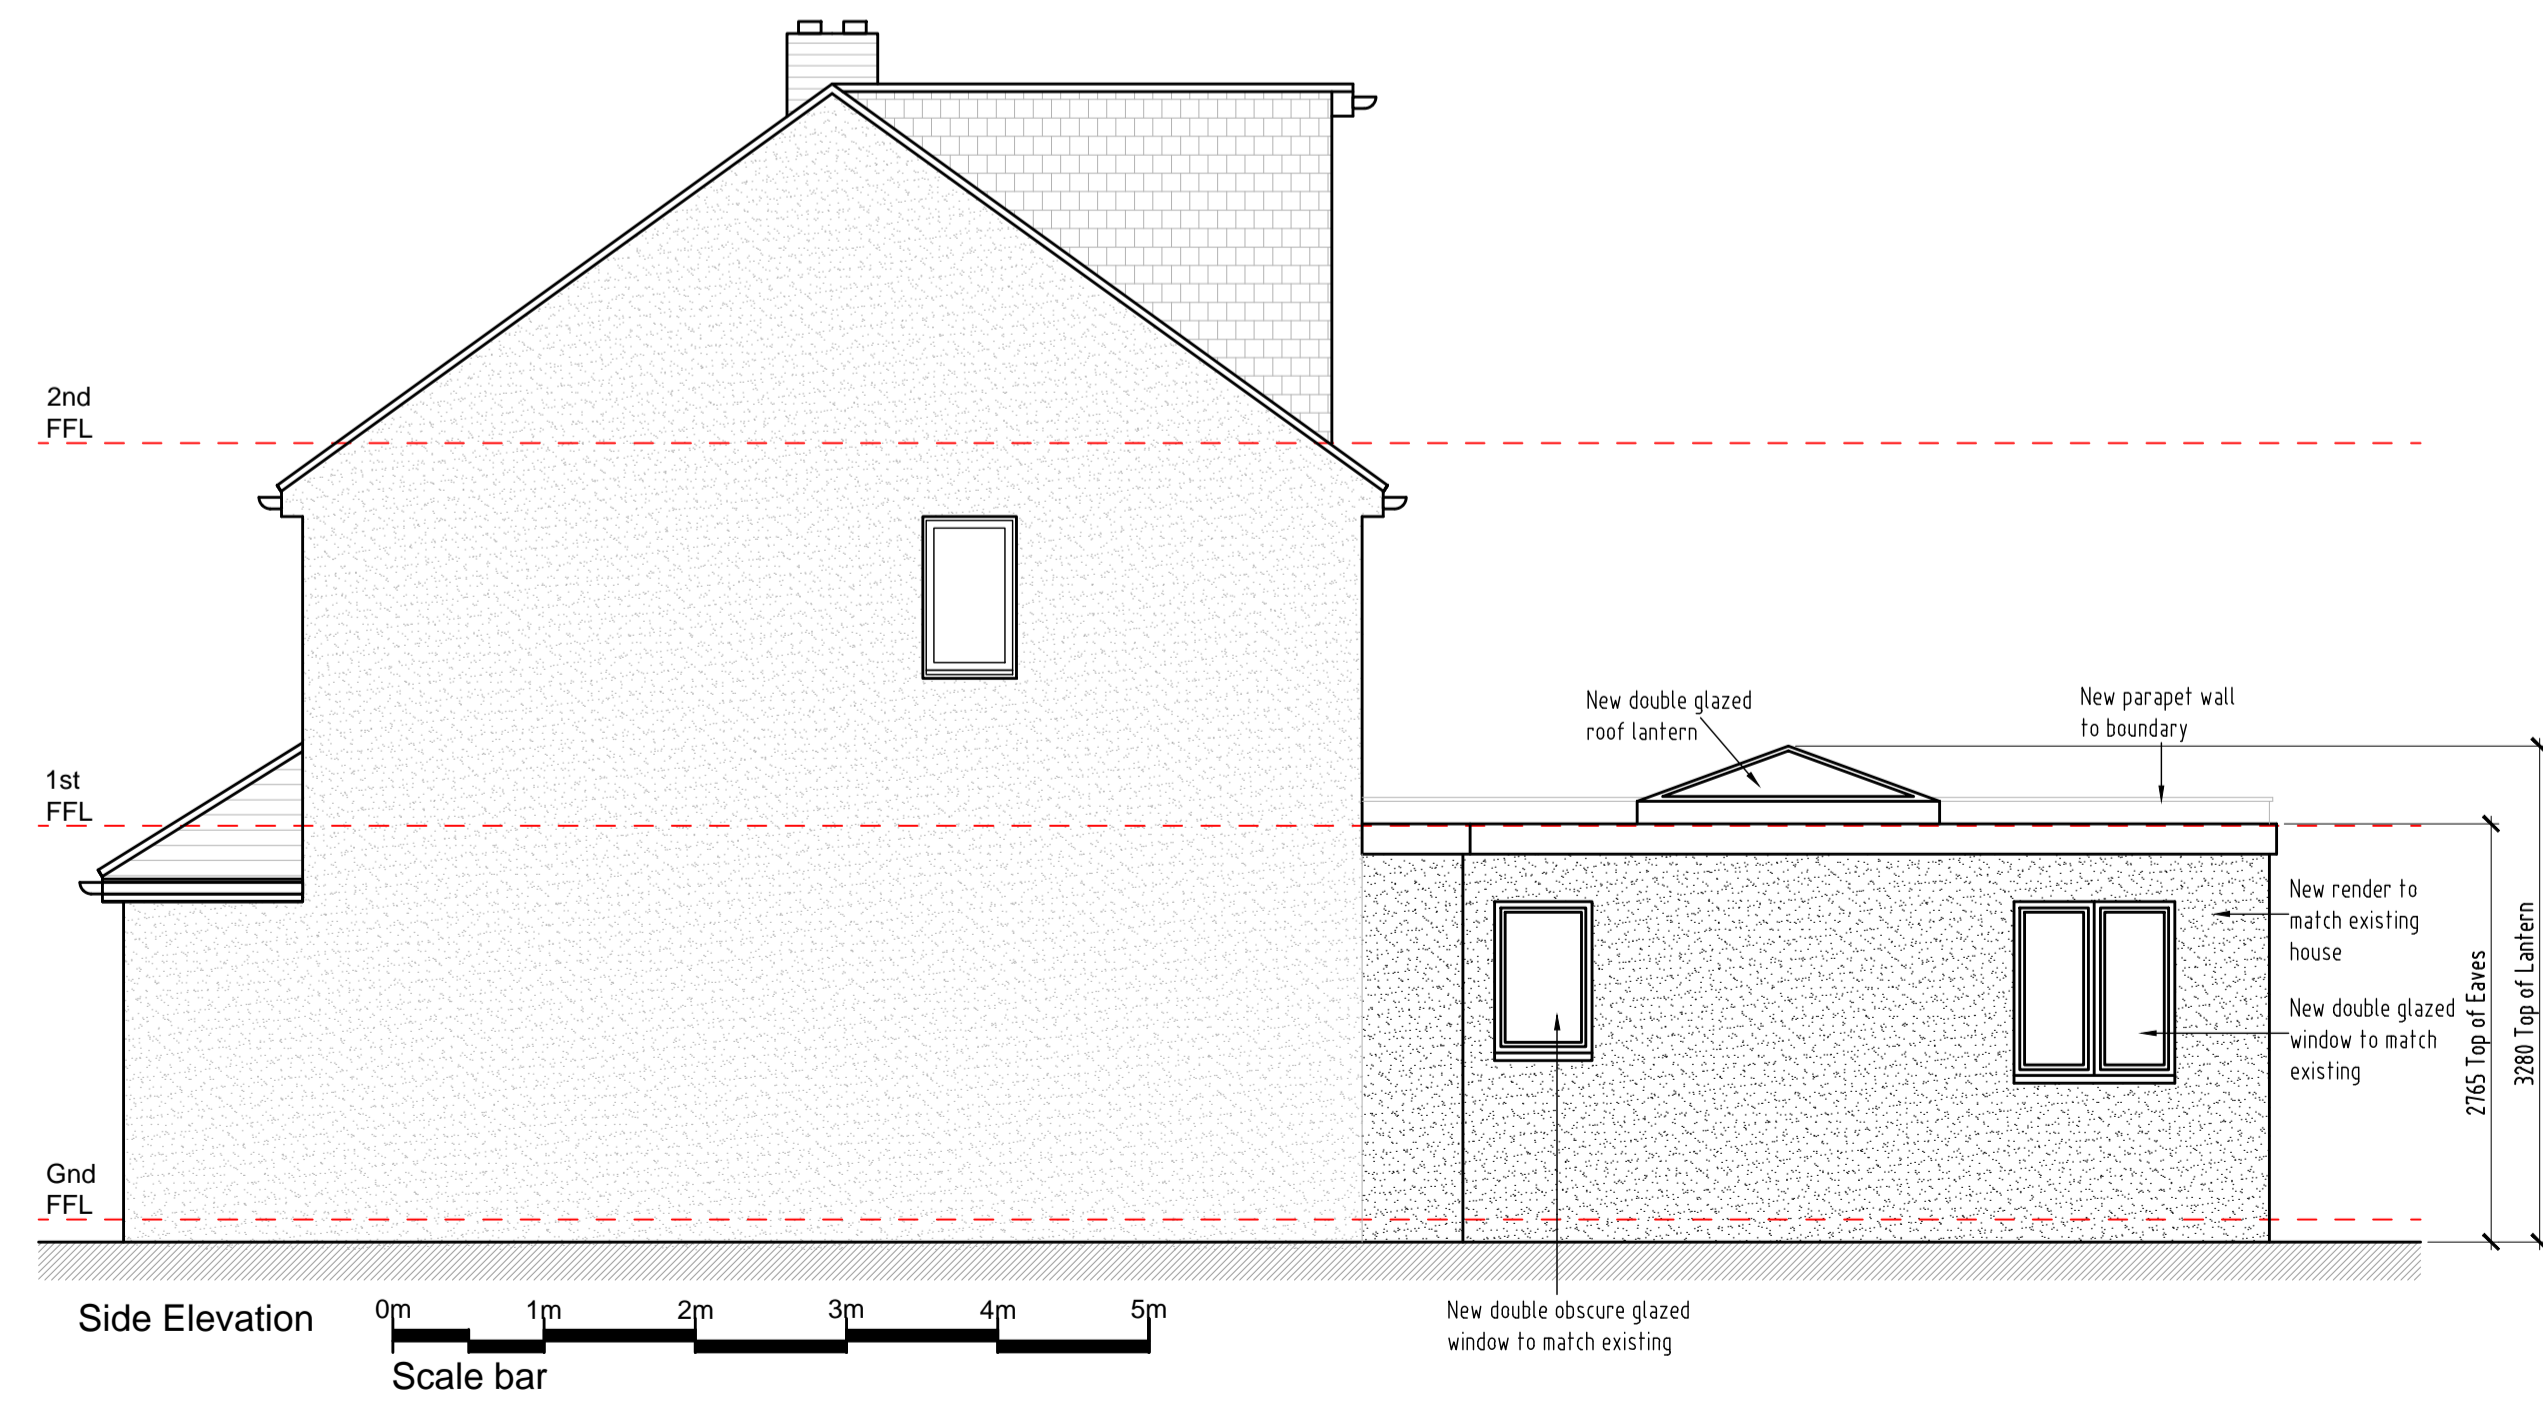 2nd
FFL
New double glazed
roof lantern
New parapet wall
to boundary
1st
FFL
New render to
match existing
house
New double glazed
window to match
existing
2765 Top of Eaves
3280 Top of Lantern
Gnd
FFL
Side Elevation
0m 1m 2m 3m 4m 5m
Scale bar
New double obscure glazed
window to match existing